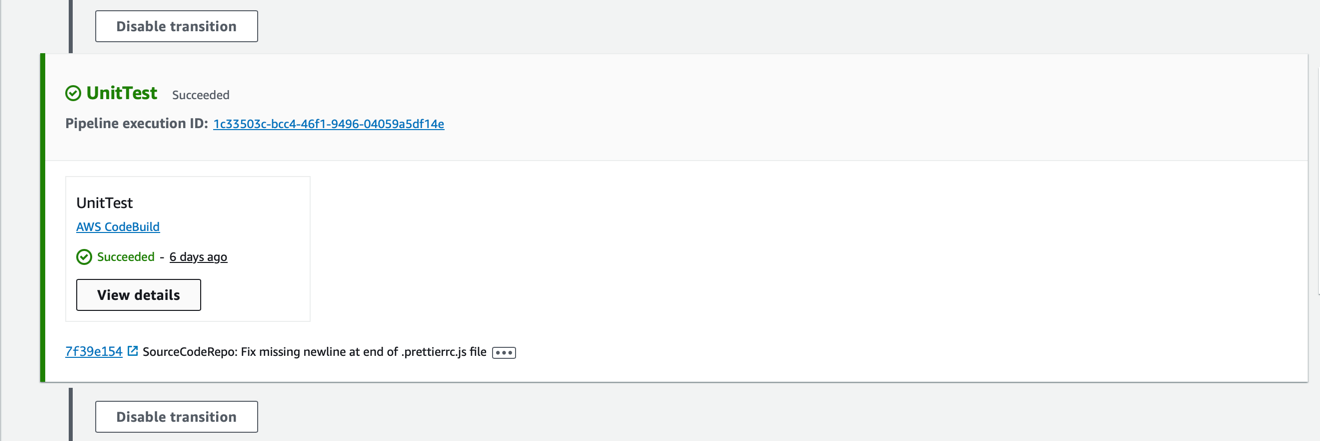 Disable transition
UnitTest Succeeded
Pipeline execution ID: 1c33503c-bcc4-46f1-9496-04059a5df14e
UnitTest
AWS CodeBuild
Succeeded - 6 days ago
View details
7f39e154 SourceCodeRepo: Fix missing newline at end of .prettierrc.js file
Disable transition